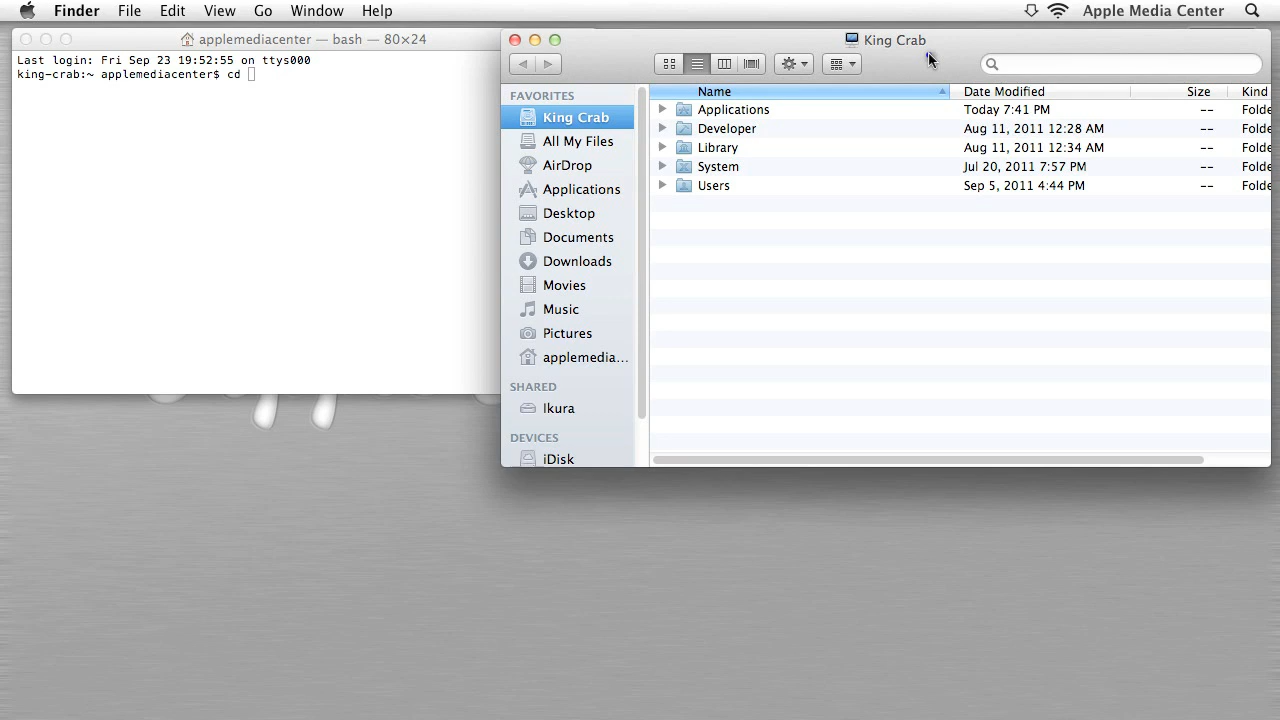 Finder File Edit View Go Window Help Apple Media Center
applemediacenter — bash — 80×24
Last login: Fri Sep 23 19:52:55 on ttys000
king-crab:~ applemediacenter$ cd
King Crab
FAVORITES
King Crab
All My Files
AirDrop
Applications
Desktop
Documents
Downloads
Movies
Music
Pictures
applemedia...
SHARED
Ikura
DEVICES
iDisk
Name Date Modified Size Kind
Applications Today 7:41 PM -- Folde
Developer Aug 11, 2011 12:28 AM -- Folde
Library Aug 11, 2011 12:34 AM -- Folde
System Jul 20, 2011 7:57 PM -- Folde
Users Sep 5, 2011 4:44 PM -- Folde